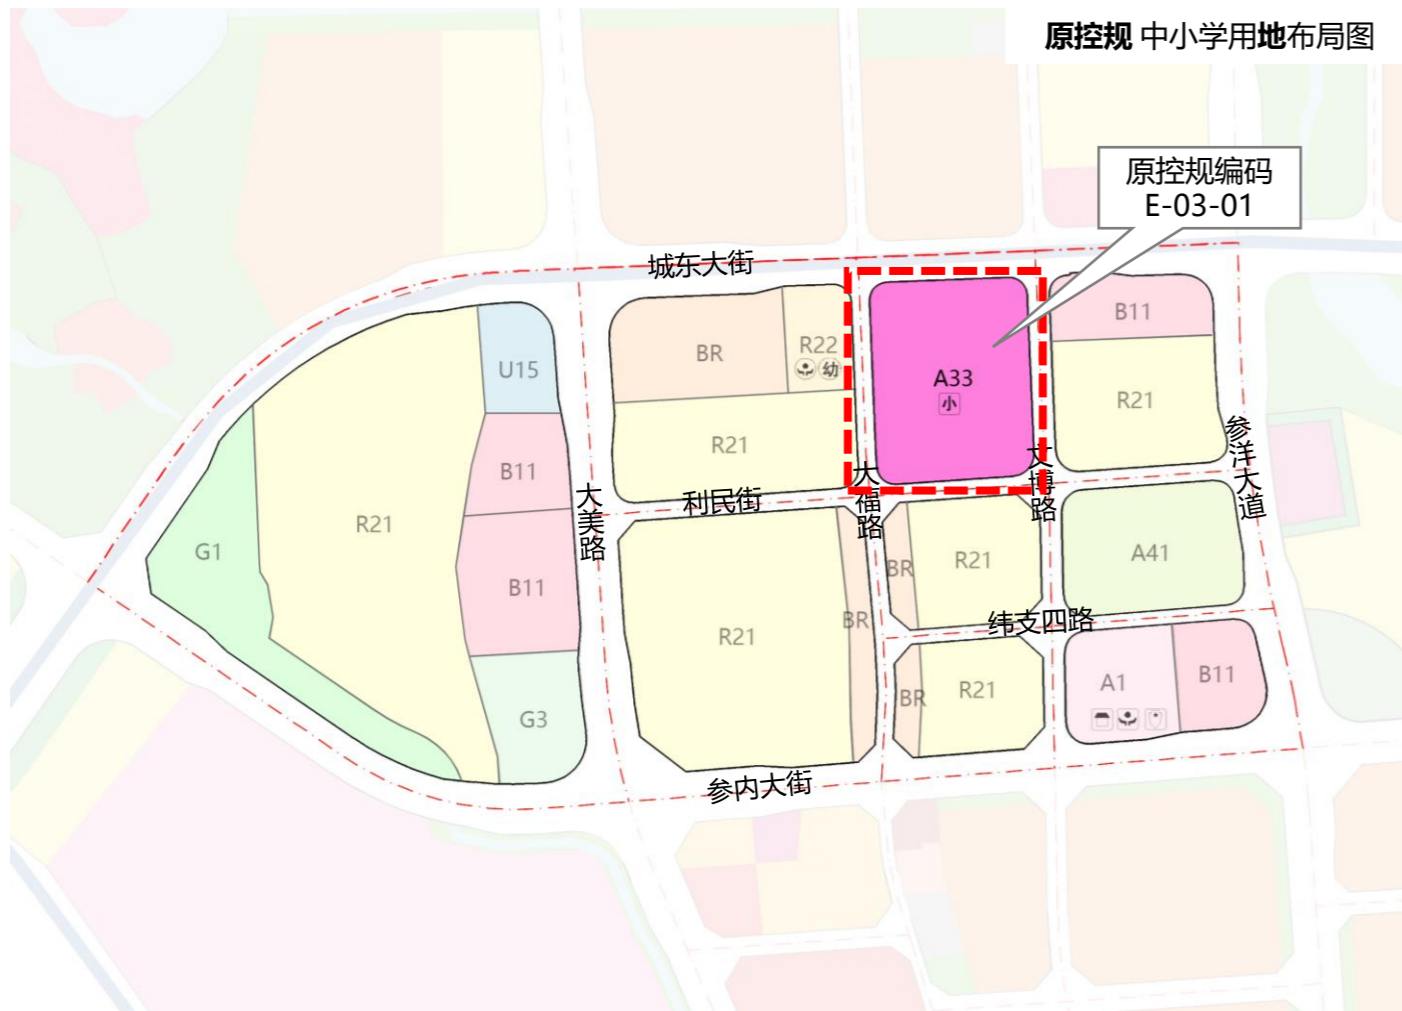 原控规 中小学用地布局图
原控规编码
E-03-01
城东大街
U15
BR
R22
幼
A33
小
B11
R21
R21
参洋大道
B11
大美路
利民街
大福路
文博路
R21
G1
B11
R21
BR
BR
R21
A41
纬支四路
G3
BR
R21
A1
B11
参内大街